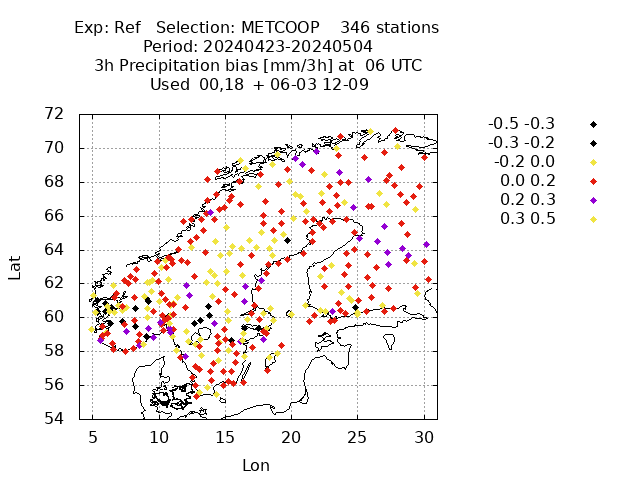 Exp: Ref   Selection: METCOOP    346 stations
Period: 20240423-20240504
3h Precipitation bias [mm/3h] at  06 UTC
Used  00,18  + 06-03 12-09
-0.5 -0.3
-0.3 -0.2
-0.2 0.0
0.0 0.2
0.2 0.3
0.3 0.5
Lat
72
70
68
66
64
62
60
58
56
54
5 10 15 20 25 30
Lon